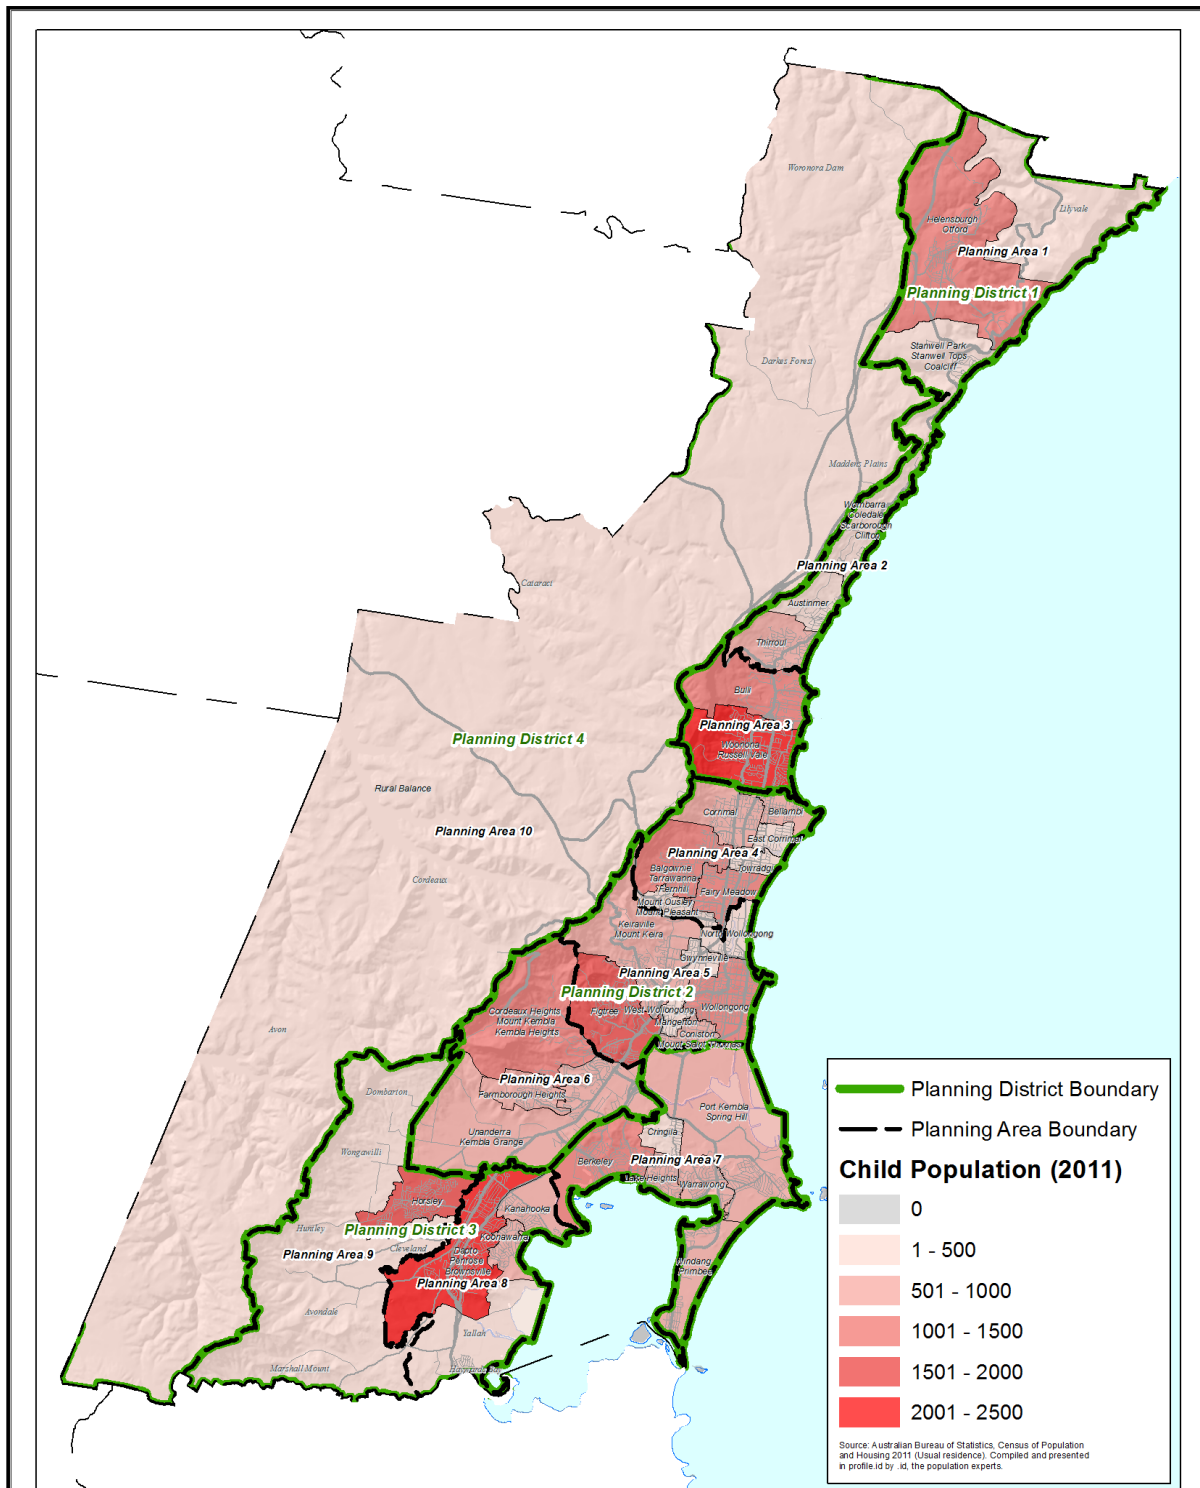 Woronora Dam
Lilyvale
Helensburgh
Otford
Planning Area 1
Planning District 1
Stanwell Park
Stanwell Tops
Coalcliff
Darkes Forest
Maddens Plains
Wombarra
Coledale
Scarborough
Clifton
Planning Area 2
Cataract
Austinmer
Thirroul
Bulli
Planning Area 3
Planning District 4
Woonona
Russell Vale
Rural Balance
Corrimal
Bellambi
Planning Area 10
East Corrimal
Planning Area 4
Cordeaux
Balgownie
Tarrawanna
Fernhill
Towradgi
Fairy Meadow
Mount Ousley
Mount Pleasant
Keiraville
Mount Keira
North Wollongong
Gwynneville
Planning Area 5
Planning District 2
Cordeaux Heights
Mount Kembla
Kembla Heights
Figtree
West Wollongong
Wollongong
Mangerton
Coniston
Mount Saint Thomas
Avon
Planning Area 6
Farmborough Heights
Dombarton
Port Kembla
Spring Hill
Unanderra
Kembla Grange
Cringila
Wongawilli
Berkeley
Planning Area 7
Lake Heights
Warrawong
Horsley
Kanahooka
Huntley
Planning District 3
Koonawarra
Planning Area 9
Cleveland
Dapto
Penrose
Brownsville
Windang
Primbee
Planning Area 8
Avondale
Yallah
Marshall Mount
Planning District Boundary
Planning Area Boundary
Child Population (2011)
0
1 - 500
501 - 1000
1001 - 1500
1501 - 2000
2001 - 2500
Source: Australian Bureau of Statistics, Census of Population
and Housing 2011 (Usual residence). Compiled and presented
in profile.id by .id, the population experts.